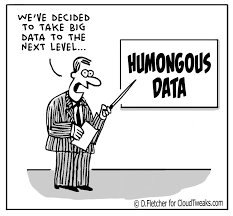 WE'VE DECIDED
TO TAKE BIG
DATA TO THE
NEXT LEVEL...
HUMONGOUS
DATA
© D.Fletcher for CloudTweaks.com